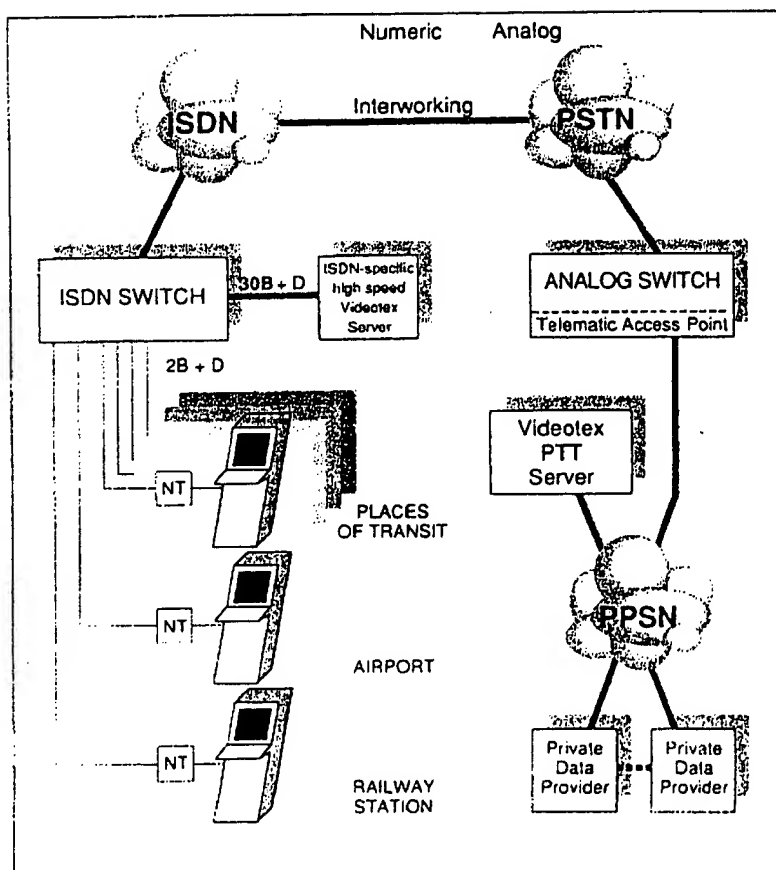 Numeric Analog
Interworking
ISDN
PSTN
ISDN SWITCH
30B + D
ISDN-specific
high speed
Videotex
Server
ANALOG SWITCH
Telematic Access Point
2B + D
Videotex
PTT
Server
NT
PLACES
OF TRANSIT
PPSN
NT
AIRPORT
NT
RAILWAY
STATION
Private
Data
Provider
Private
Data
Provider